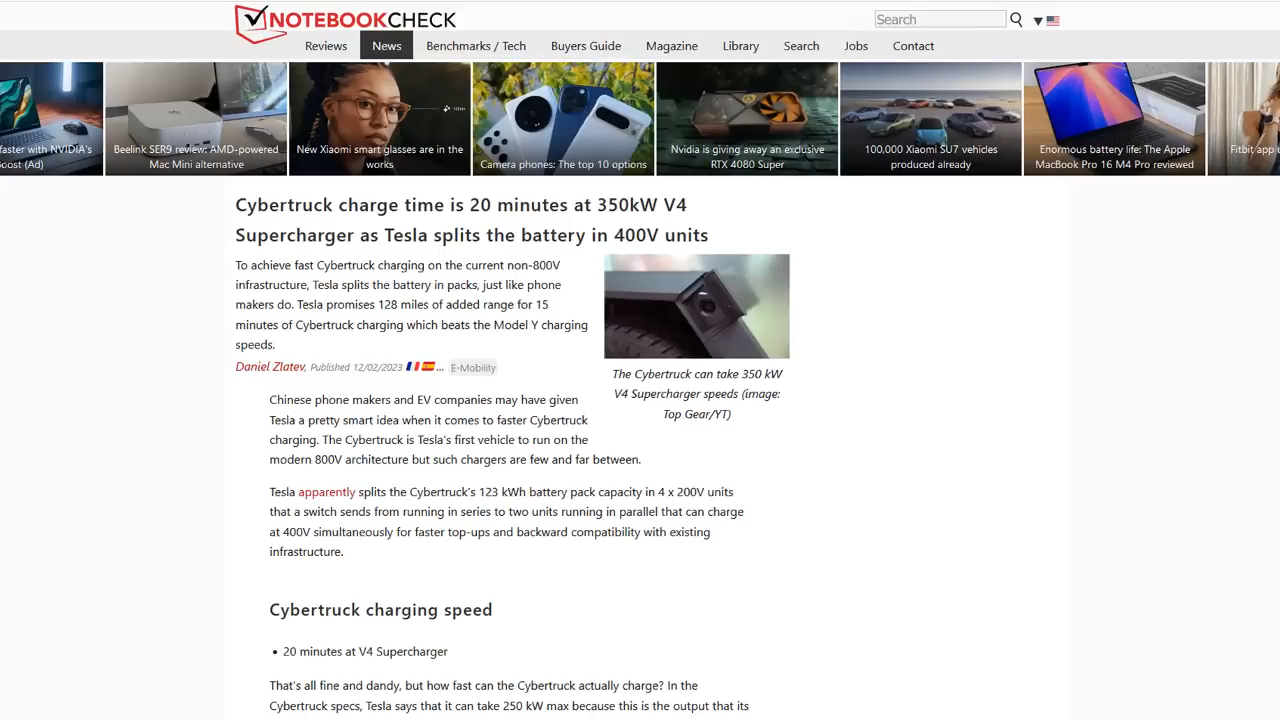 NOTEBOOKCHECK
Search
Reviews News Benchmarks / Tech Buyers Guide Magazine Library Search Jobs Contact
faster with NVIDIA's
oost (Ad)
Beelink SER9 review: AMD-powered
Mac Mini alternative
New Xiaomi smart glasses are in the
works
Camera phones: The top 10 options
Nvidia is giving away an exclusive
RTX 4080 Super
100,000 Xiaomi SU7 vehicles
produced already
Enormous battery life: The Apple
MacBook Pro 16 M4 Pro reviewed
Fitbit app
Cybertruck charge time is 20 minutes at 350kW V4
Supercharger as Tesla splits the battery in 400V units
To achieve fast Cybertruck charging on the current non-800V
infrastructure, Tesla splits the battery in packs, just like phone
makers do. Tesla promises 128 miles of added range for 15
minutes of Cybertruck charging which beats the Model Y charging
speeds.
Daniel Zlatev, Published 12/02/2023 ... E-Mobility
The Cybertruck can take 350 kW
V4 Supercharger speeds (image:
Top Gear/YT)
Chinese phone makers and EV companies may have given
Tesla a pretty smart idea when it comes to faster Cybertruck
charging. The Cybertruck is Tesla's first vehicle to run on the
modern 800V architecture but such chargers are few and far between.
Tesla apparently splits the Cybertruck's 123 kWh battery pack capacity in 4 x 200V units
that a switch sends from running in series to two units running in parallel that can charge
at 400V simultaneously for faster top-ups and backward compatibility with existing
infrastructure.
Cybertruck charging speed
• 20 minutes at V4 Supercharger
That's all fine and dandy, but how fast can the Cybertruck actually charge? In the
Cybertruck specs, Tesla says that it can take 250 kW max because this is the output that its